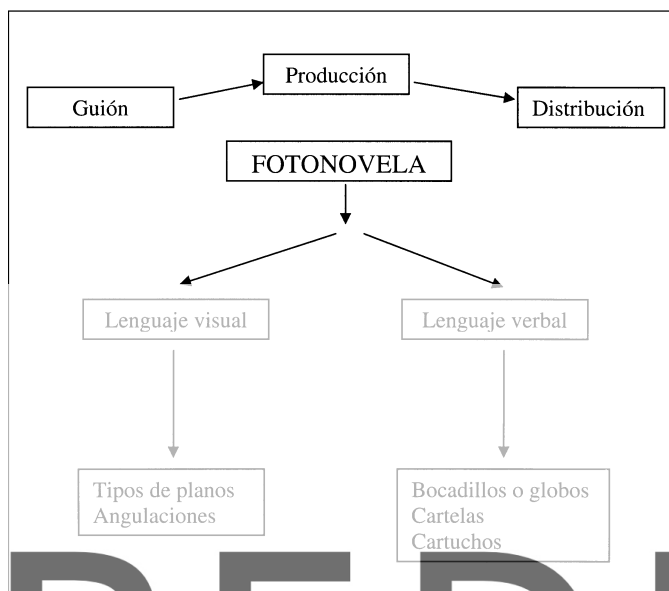 Producción
Guión
Distribución
FOTONOVELA
Lenguaje visual
Lenguaje verbal
Tipos de planos
Angulaciones
Bocadillos o globos
Cartelas
Cartuchos